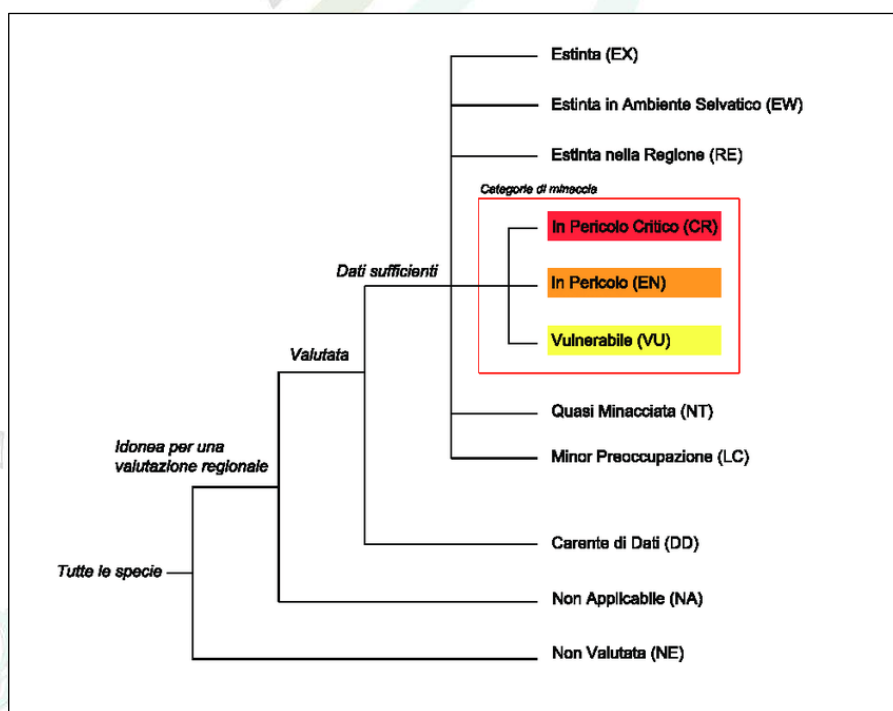 Estinta (EX)
Estinta in Ambiente Selvatico (EW)
Estinta nella Regione (RE)
Categorie di minaccia
In Pericolo Critico (CR)
Dati sufficienti
In Pericolo (EN)
Vulnerabile (VU)
Valutata
Quasi Minacciata (NT)
Idonea per una
valutazione regionale
Minor Preoccupazione (LC)
Carente di Dati (DD)
Tutte le specie
Non Applicabile (NA)
Non Valutata (NE)